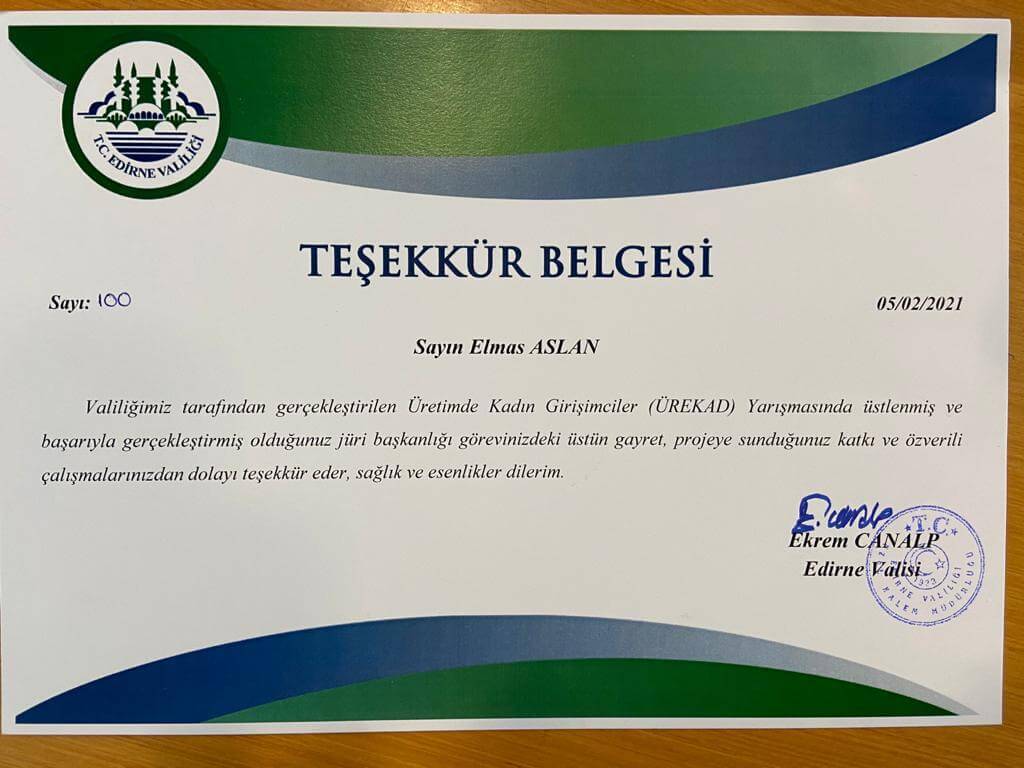 T.C. EDİRNE VALİLİĞİ
TEŞEKKÜR BELGESİ
Sayı: 100
05/02/2021
Sayın Elmas ASLAN
Valiliğimiz tarafından gerçekleştirilen Üretimde Kadın Girişimciler (ÜREKAD) Yarışmasında üstlenmiş ve
başarıyla gerçekleştirmiş olduğunuz jüri başkanlığı görevinizdeki üstün gayret, projeye sunduğunuz katkı ve özverili
çalışmalarınızdan dolayı teşekkür eder, sağlık ve esenlikler dilerim.
E. Canalp
Ekrem CANALP
Edirne Valisi
T.C.
EDİRNE VALİLİĞİ
KALEM MÜDÜRLÜĞÜ
1923